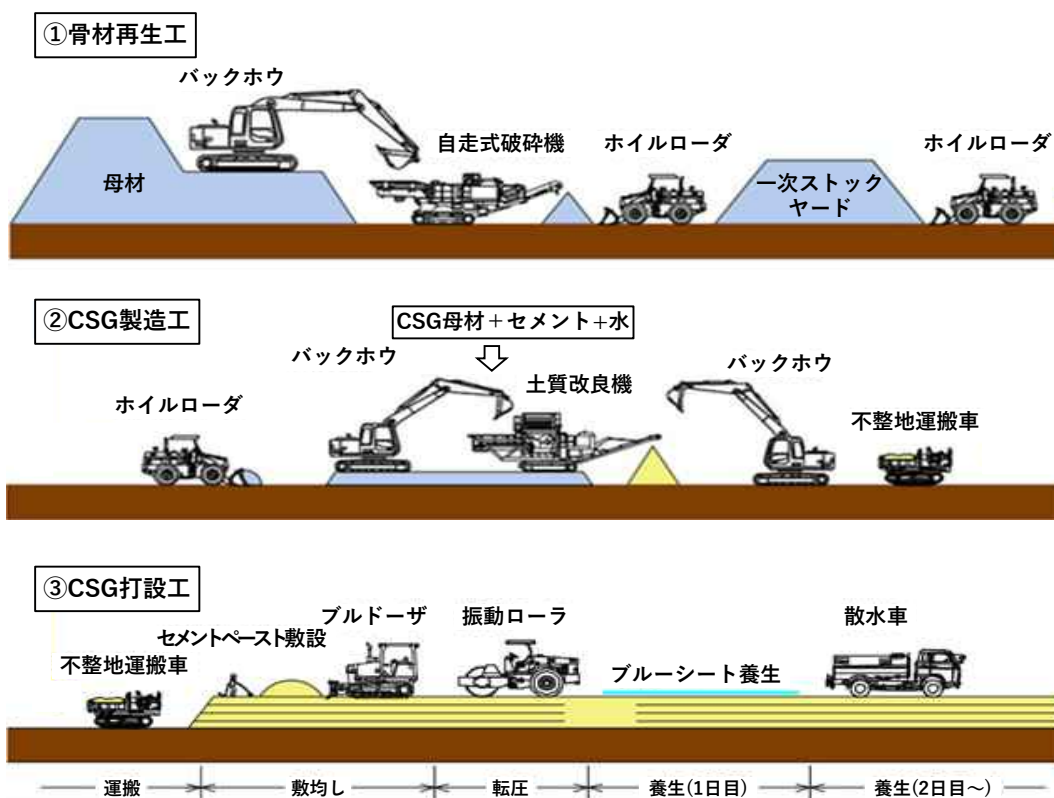 ①骨材再生工
バックホウ
自走式破砕機
ホイルローダ
ホイルローダ
母材
一次ストック
ヤード
②CSG製造工
CSG母材＋セメント+水
バックホウ
土質改良機
バックホウ
ホイルローダ
不整地運搬車
③CSG打設工
ブルドーザ
振動ローラ
散水車
セメントペースト敷設
不整地運搬車
ブルーシート養生
運搬
敷均し
転圧
養生(1日目)
養生(2日目～)